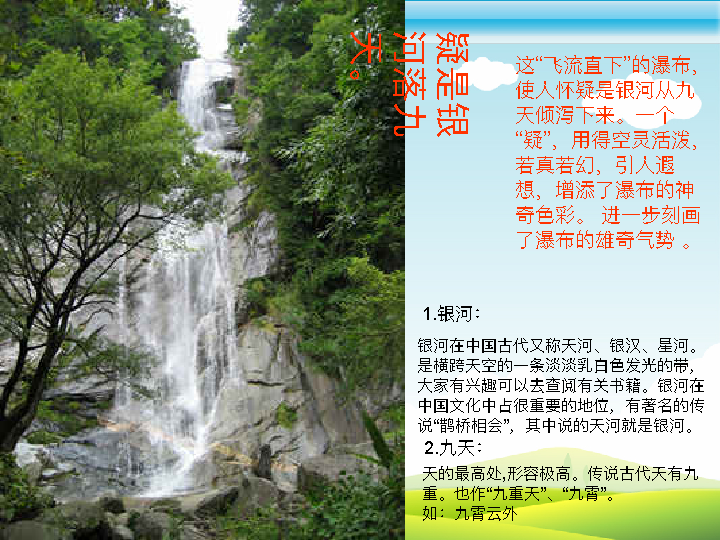 疑是银
河落九
天。
这“飞流直下”的瀑布，
使人怀疑是银河从九
天倾泻下来。一个
“疑”，用得空灵活泼，
若真若幻，引人遐
想，增添了瀑布的神
奇色彩。 进一步刻画
了瀑布的雄奇气势 。
1.银河：
银河在中国古代又称天河、银汉、星河。
是横跨天空的一条淡淡乳白色发光的带，
大家有兴趣可以去查阅有关书籍。银河在
中国文化中占很重要的地位，有著名的传
说“鹊桥相会”，其中说的天河就是银河。
2.九天：
天的最高处,形容极高。传说古代天有九
重。也作“九重天”、“九霄”。
如：九霄云外